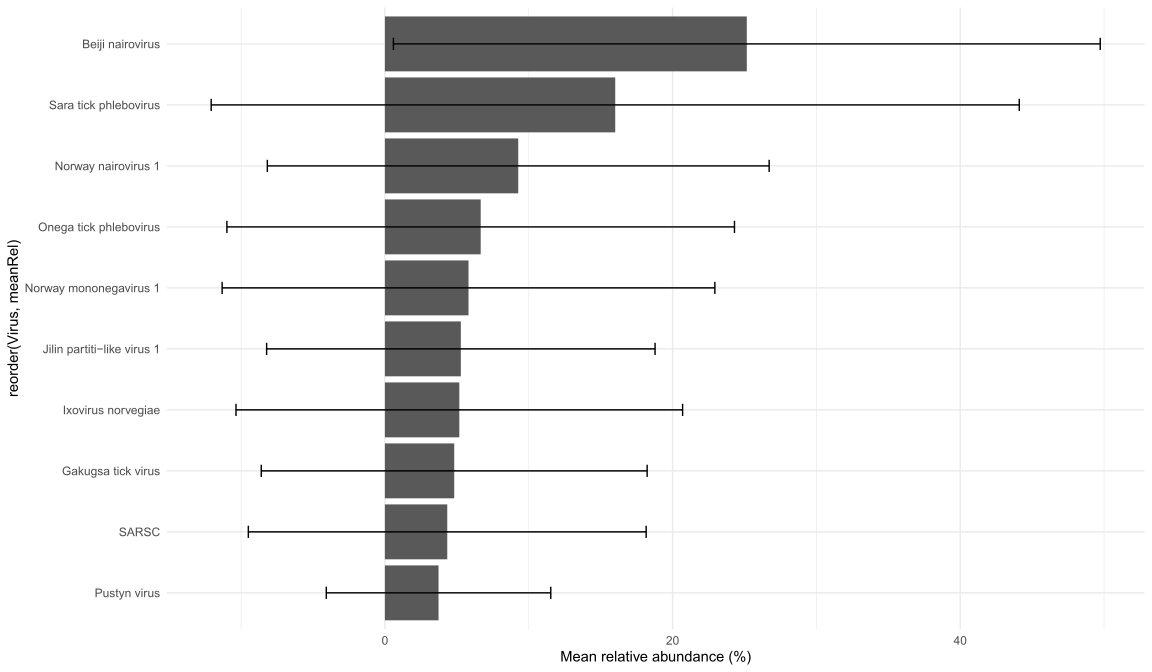 Beiji nairovirus
Sara tick phlebovirus
Norway nairovirus 1
Onega tick phlebovirus
Norway mononegavirus 1
Jilin partiti−like virus 1
Ixovirus norvegiae
Gakugsa tick virus
SARSC
Pustyn virus
reorder(Virus, meanRel)
0 20 40
Mean relative abundance (%)